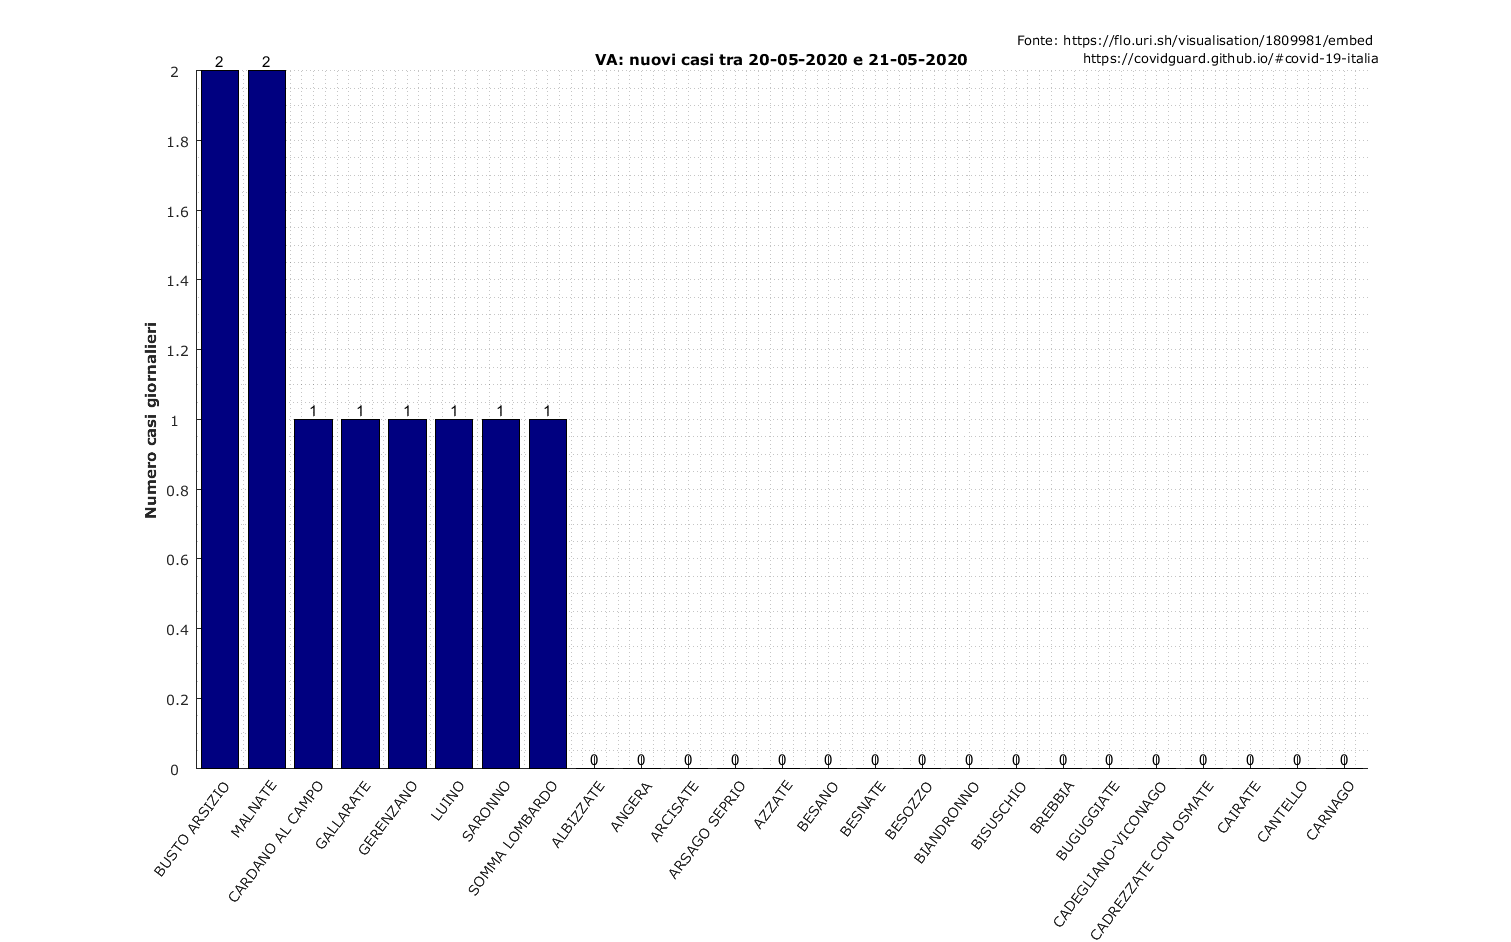 Fonte: https://flo.uri.sh/visualisation/1809981/embed
https://covidguard.github.io/#covid-19-italia
VA: nuovi casi tra 20-05-2020 e 21-05-2020
Numero casi giornalieri
2
1.8
1.6
1.4
1.2
1
0.8
0.6
0.4
0.2
0
2 2 1 1 1 1 1 1 0 0 0 0 0 0 0 0 0 0 0 0 0 0 0 0 0
BUSTO ARSIZIO
MALNATE
CARDANO AL CAMPO
GALLARATE
GERENZANO
LUINO
SARONNO
SOMMA LOMBARDO
ALBIZZATE
ANGERA
ARCISATE
ARSAGO SEPRIO
AZZATE
BESANO
BESNATE
BESOZZO
BIANDRONNO
BISUSCHIO
BREBBIA
BUGUGGIATE
CADEGLIANO-VICONAGO
CADREZZATE CON OSMATE
CAIRATE
CANTELLO
CARNAGO